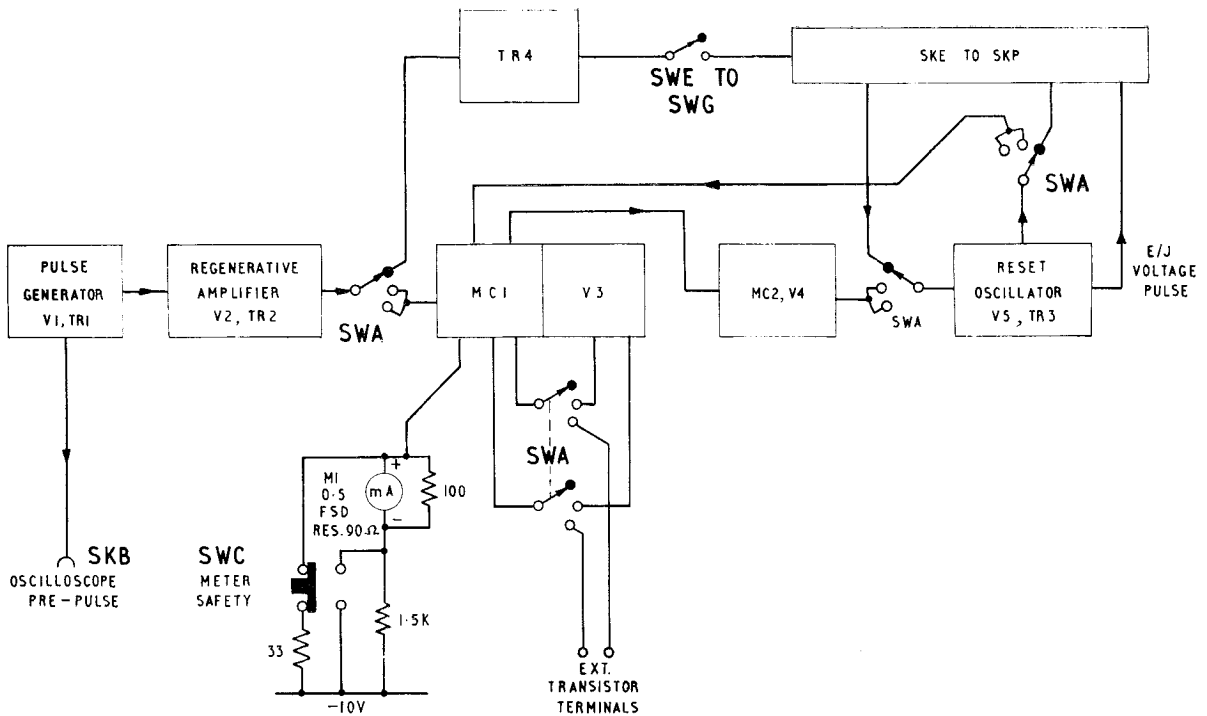 TR4
SWE TO
SWG
SKE TO SKP
SWA
PULSE
GENERATOR
V1, TR1
REGENERATIVE
AMPLIFIER
V2, TR2
SWA
MC1
V3
MC2, V4
SWA
RESET
OSCILLATOR
V5, TR3
E/J
VOLTAGE
PULSE
SWA
M1
0.5
FSD
RES. 90Ω
+
mA
-
100
SKB
OSCILLOSCOPE
PRE-PULSE
SWC
METER
SAFETY
33
1·5K
-10V
EXT.
TRANSISTOR
TERMINALS